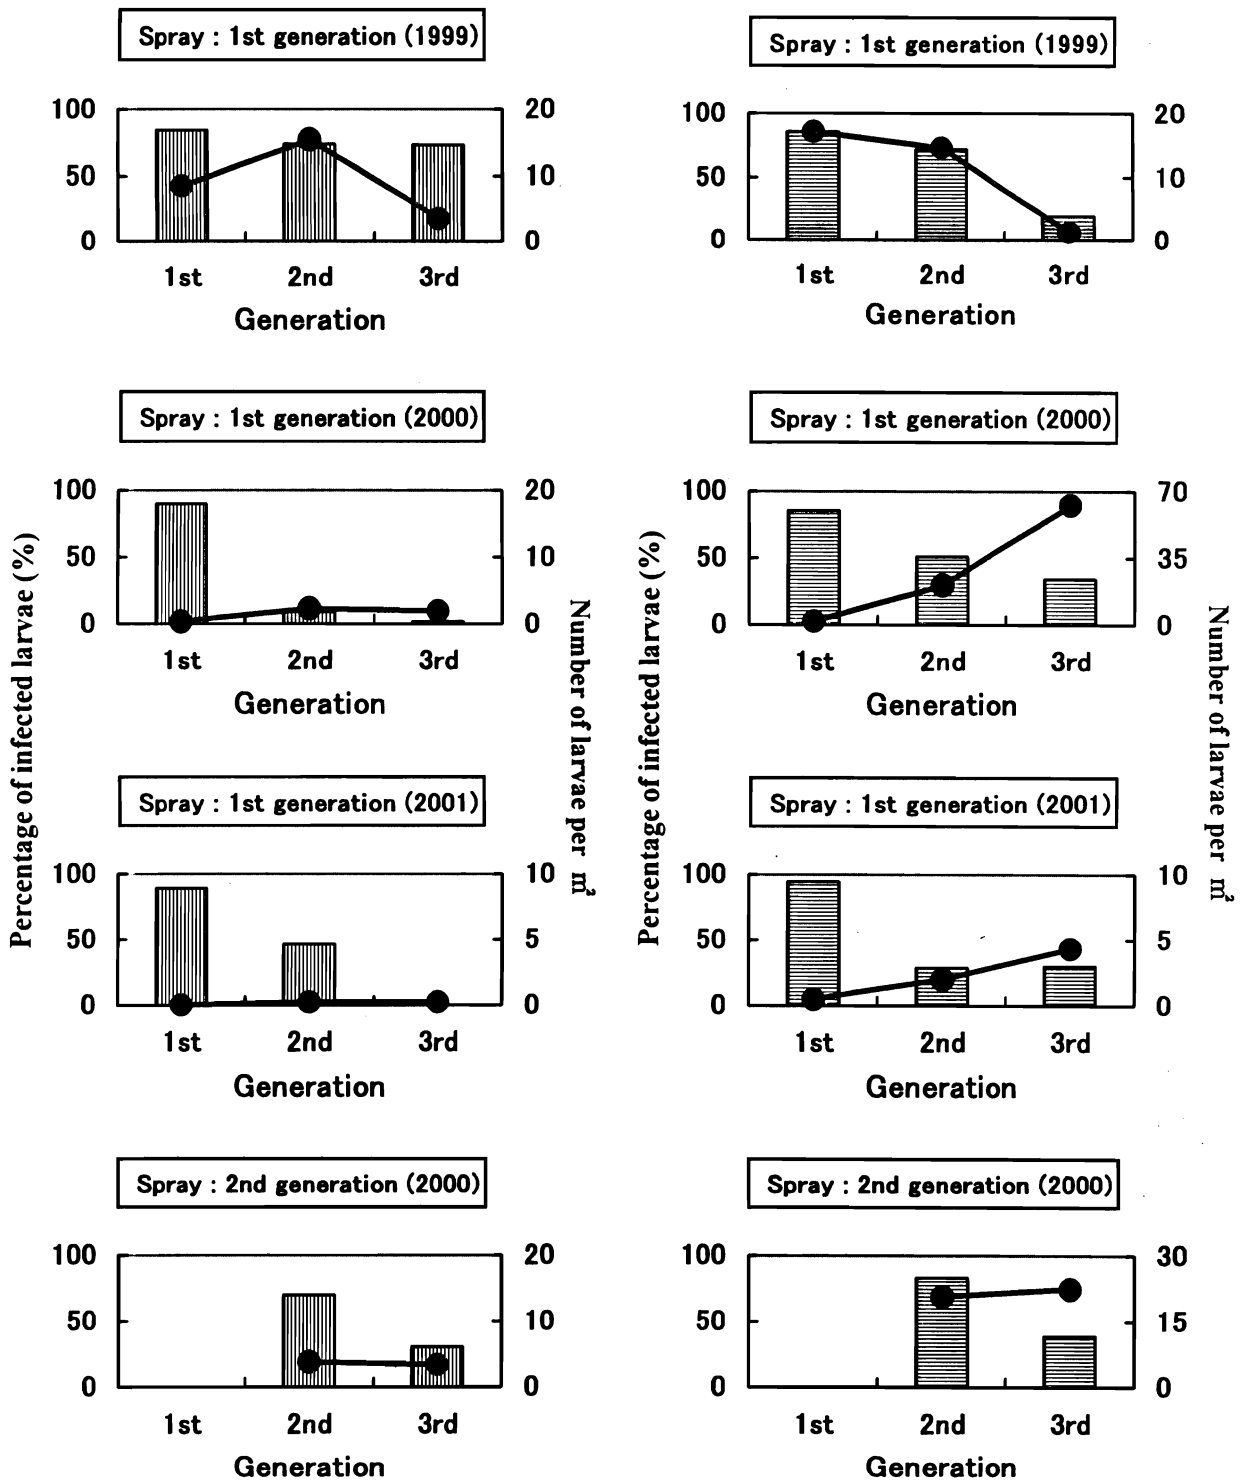 Spray : 1st generation (1999)
100
50
0
20
10
0
1st 2nd 3rd
Generation
Spray : 1st generation (1999)
100
50
0
20
10
0
1st 2nd 3rd
Generation
Spray : 1st generation (2000)
100
50
0
20
10
0
1st 2nd 3rd
Generation
Spray : 1st generation (2000)
100
50
0
70
35
0
1st 2nd 3rd
Generation
Percentage of infected larvae (%)
Number of larvae per m²
Percentage of infected larvae (%)
Number of larvae per m²
Spray : 1st generation (2001)
100
50
0
10
5
0
1st 2nd 3rd
Generation
Spray : 1st generation (2001)
100
50
0
10
5
0
1st 2nd 3rd
Generation
Spray : 2nd generation (2000)
100
50
0
20
10
0
1st 2nd 3rd
Generation
Spray : 2nd generation (2000)
100
50
0
30
15
0
1st 2nd 3rd
Generation